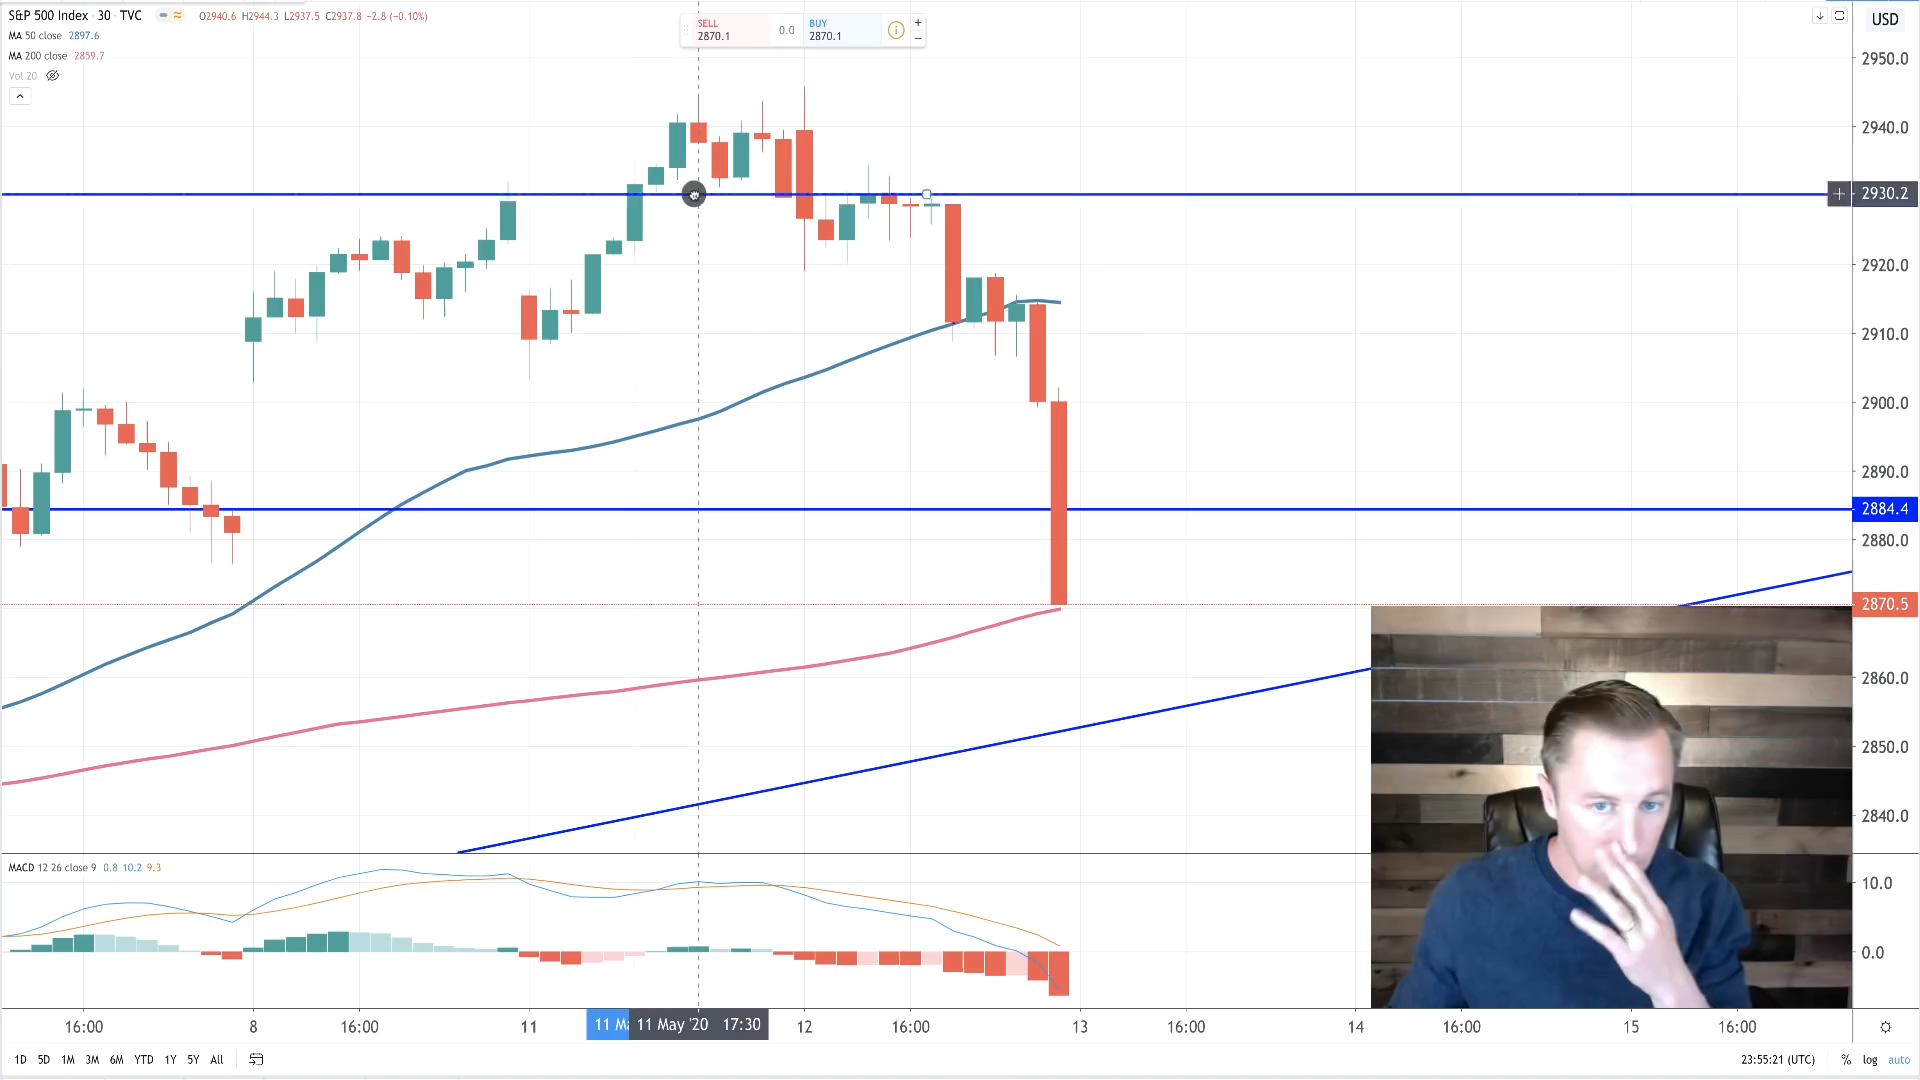 S&P 500 Index · 30 · TVC O2940.6 H2944.3 L2937.5 C2937.8 −2.8 (−0.10%)
MA 50 close 2897.6
MA 200 close 2859.7
Vol 20
SELL
2870.1
0.0
BUY
2870.1
USD
2950.0
2940.0
2930.2
2920.0
2910.0
2900.0
2890.0
2884.4
2880.0
2870.5
2860.0
2850.0
2840.0
MACD 12 26 close 9 0.8 10.2 9.3
10.0
0.0
16:00 8 16:00 11 11 Ma 11 May '20 17:30 12 16:00 13 16:00 14 16:00 15 16:00
1D 5D 1M 3M 6M YTD 1Y 5Y All 23:55:21 (UTC) % log auto